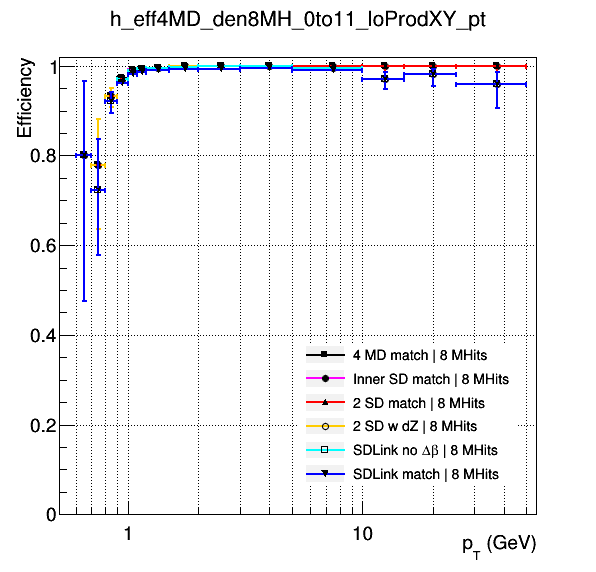 h_eff4MD_den8MH_0to11_loProdXY_pt
Efficiency
1
0.8
0.6
0.4
0.2
0
4 MD match | 8 MHits
Inner SD match | 8 MHits
2 SD match | 8 MHits
2 SD w dZ | 8 MHits
SDLink no Δβ | 8 MHits
SDLink match | 8 MHits
1
10
p_T (GeV)